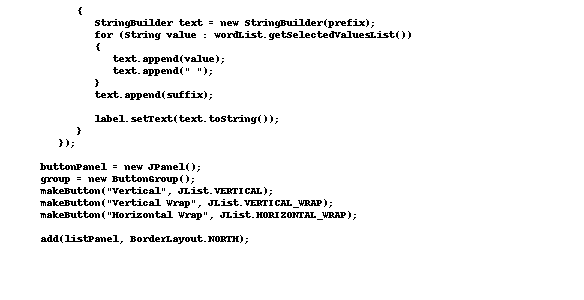 {
StringBuilder text = new StringBuilder(prefix);
for (String value : wordList.getSelectedValuesList())
{
text.append(value);
text.append(" ");
}
text.append(suffix);
label.setText(text.toString());
}
});
buttonPanel = new JPanel();
group = new ButtonGroup();
makeButton("Vertical", JList.VERTICAL);
makeButton("Vertical Wrap", JList.VERTICAL_WRAP);
makeButton("Horizontal Wrap", JList.HORIZONTAL_WRAP);
add(listPanel, BorderLayout.NORTH);